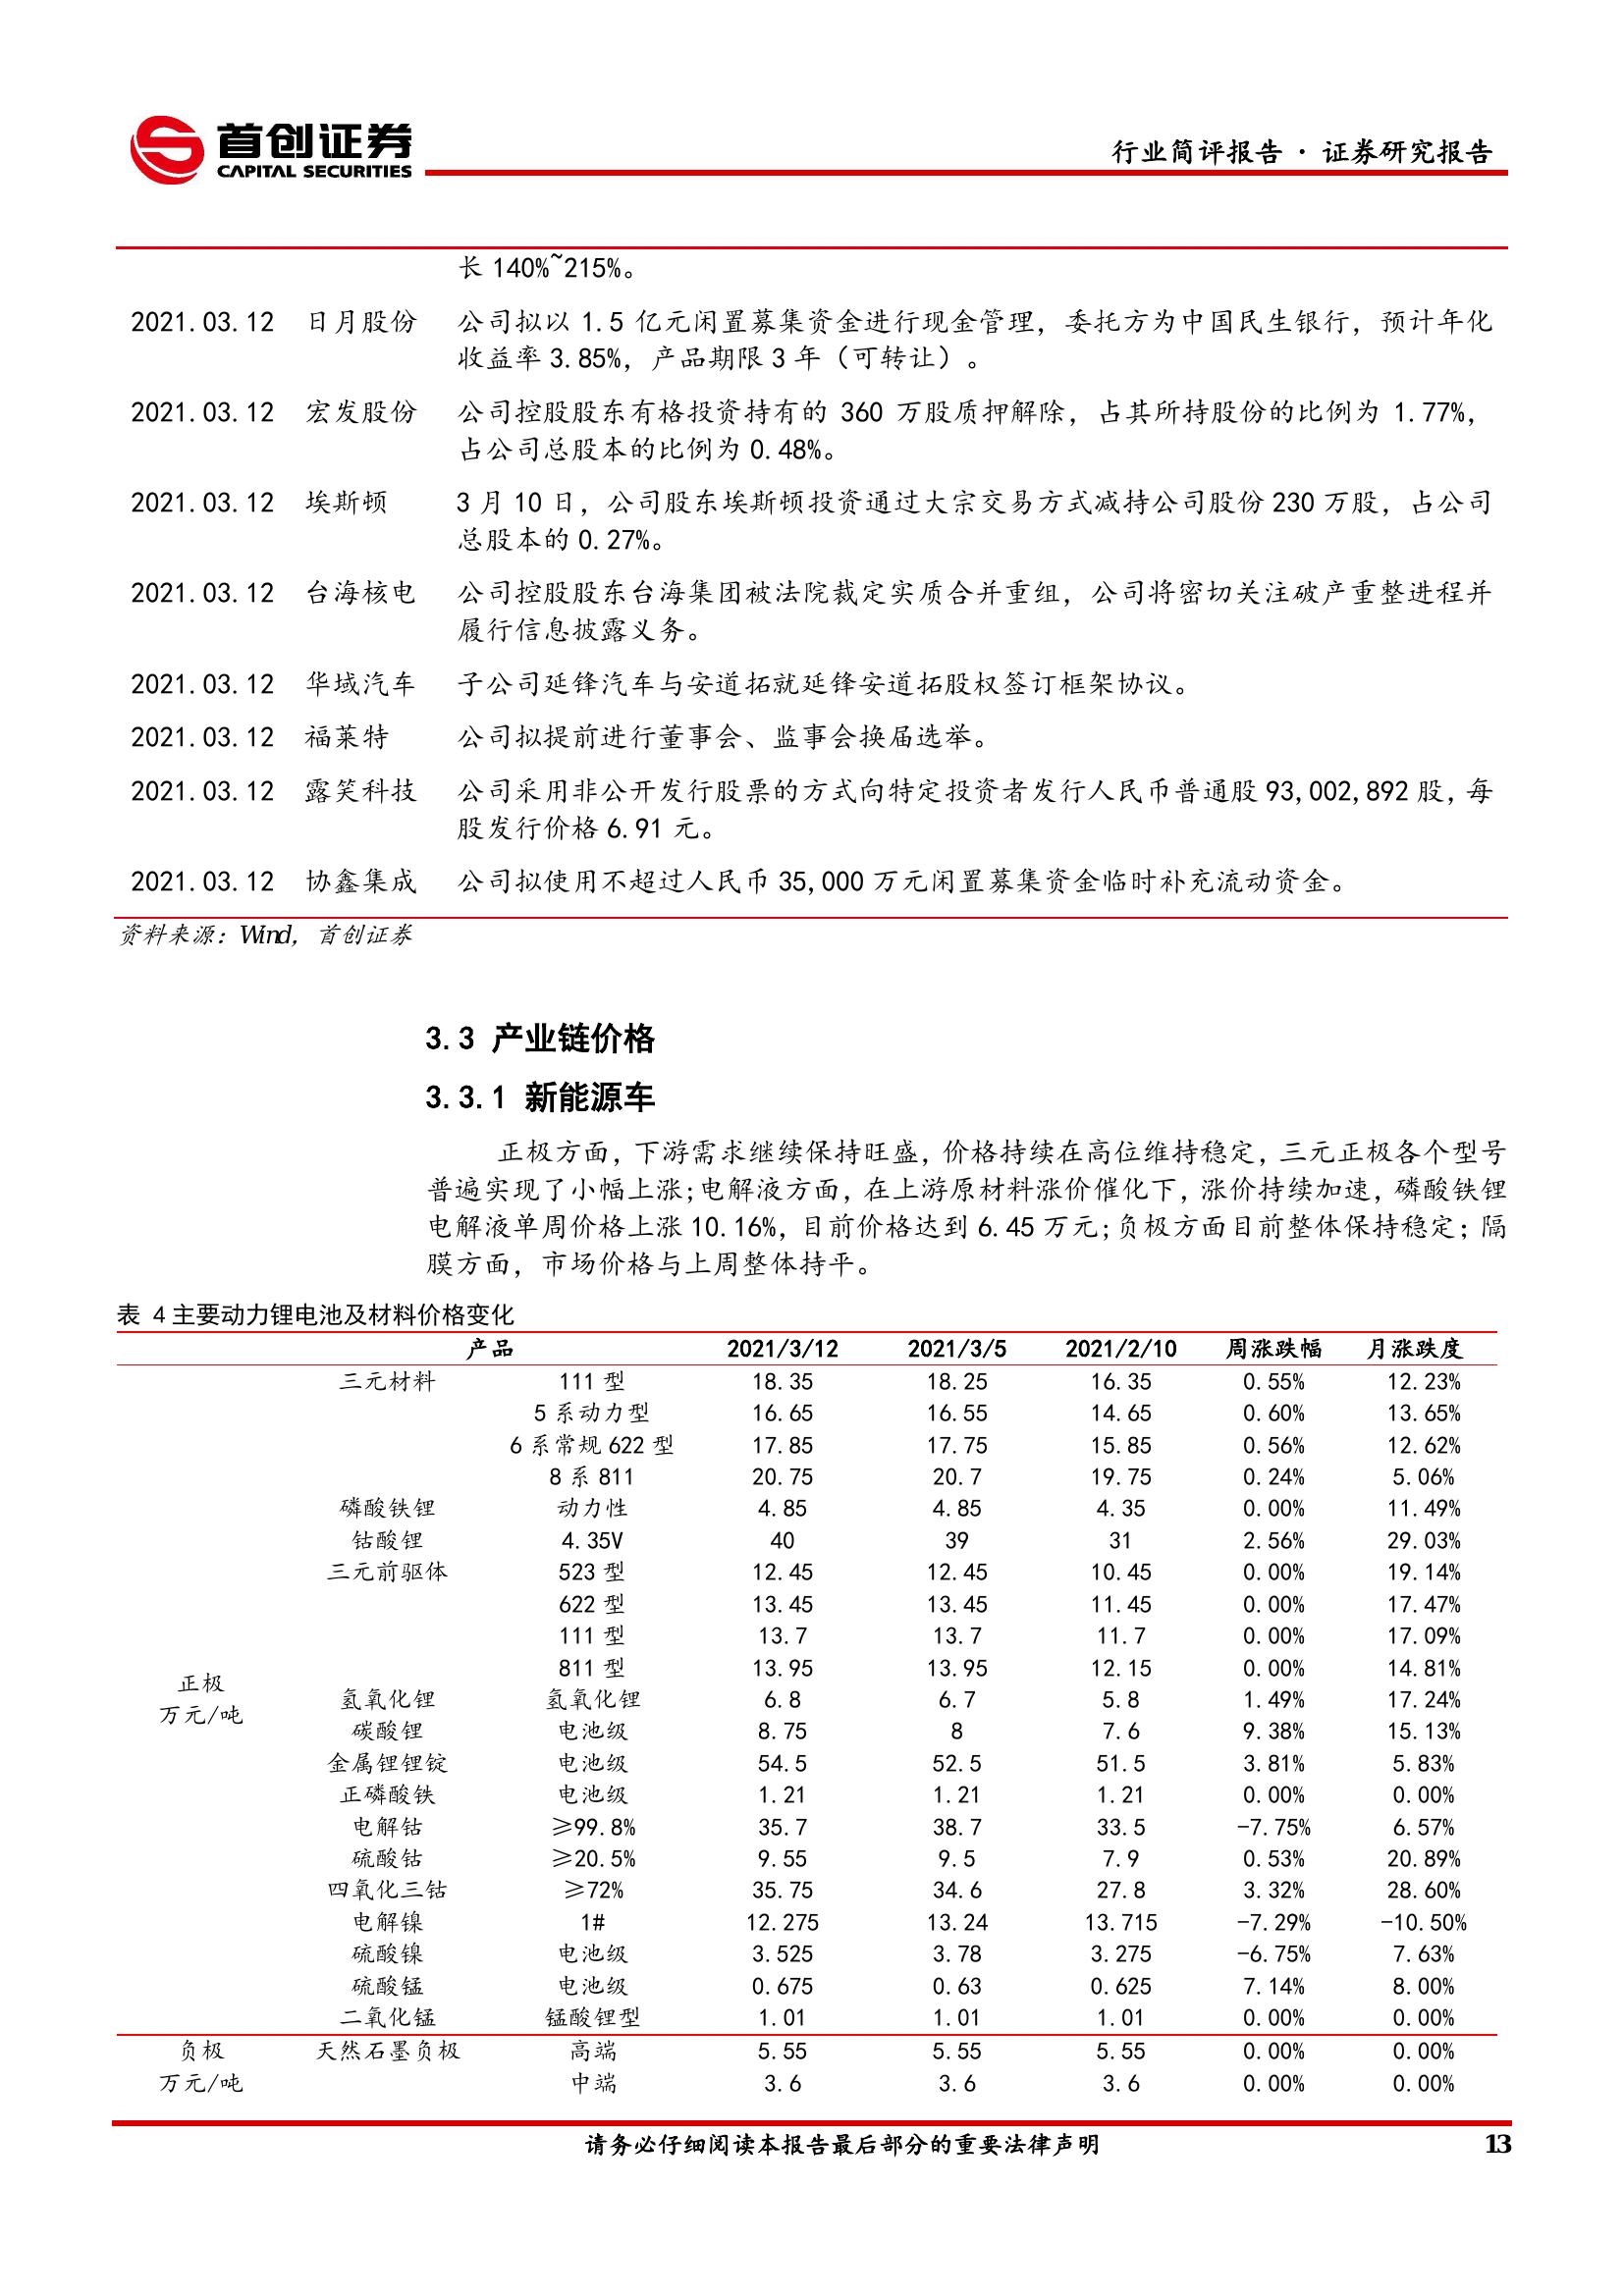 首创证券
CAPITAL SECURITIES
行业简评报告 · 证券研究报告
长 140%~215%。
2021.03.12 日月股份 公司拟以 1.5 亿元闲置募集资金进行现金管理，委托方为中国民生银行，预计年化
收益率 3.85%，产品期限 3 年（可转让）。
2021.03.12 宏发股份 公司控股股东有格投资持有的 360 万股质押解除，占其所持股份的比例为 1.77%，
占公司总股本的比例为 0.48%。
2021.03.12 埃斯顿 3 月 10 日，公司股东埃斯顿投资通过大宗交易方式减持公司股份 230 万股，占公司
总股本的 0.27%。
2021.03.12 台海核电 公司控股股东台海集团被法院裁定实质合并重组，公司将密切关注破产重整进程并
履行信息披露义务。
2021.03.12 华域汽车 子公司延锋汽车与安道拓就延锋安道拓股权签订框架协议。
2021.03.12 福莱特 公司拟提前进行董事会、监事会换届选举。
2021.03.12 露笑科技 公司采用非公开发行股票的方式向特定投资者发行人民币普通股 93,002,892 股，每
股发行价格 6.91 元。
2021.03.12 协鑫集成 公司拟使用不超过人民币 35,000 万元闲置募集资金临时补充流动资金。
资料来源：Wind，首创证券
3.3 产业链价格
3.3.1 新能源车
正极方面，下游需求继续保持旺盛，价格持续在高位维持稳定，三元正极各个型号
普遍实现了小幅上涨；电解液方面，在上游原材料涨价催化下，涨价持续加速，磷酸铁锂
电解液单周价格上涨 10.16%，目前价格达到 6.45 万元；负极方面目前整体保持稳定；隔
膜方面，市场价格与上周整体持平。
表 4 主要动力锂电池及材料价格变化
产品 2021/3/12 2021/3/5 2021/2/10 周涨跌幅 月涨跌度
三元材料 111 型 18.35 18.25 16.35 0.55% 12.23%
5 系动力型 16.65 16.55 14.65 0.60% 13.65%
6 系常规 622 型 17.85 17.75 15.85 0.56% 12.62%
8 系 811 20.75 20.7 19.75 0.24% 5.06%
磷酸铁锂 动力性 4.85 4.85 4.35 0.00% 11.49%
钴酸锂 4.35V 40 39 31 2.56% 29.03%
三元前驱体 523 型 12.45 12.45 10.45 0.00% 19.14%
622 型 13.45 13.45 11.45 0.00% 17.47%
111 型 13.7 13.7 11.7 0.00% 17.09%
811 型 13.95 13.95 12.15 0.00% 14.81%
正极
万元/吨
氢氧化锂 氢氧化锂 6.8 6.7 5.8 1.49% 17.24%
碳酸锂 电池级 8.75 8 7.6 9.38% 15.13%
金属锂锂锭 电池级 54.5 52.5 51.5 3.81% 5.83%
正磷酸铁 电池级 1.21 1.21 1.21 0.00% 0.00%
电解钴 ≥99.8% 35.7 38.7 33.5 -7.75% 6.57%
硫酸钴 ≥20.5% 9.55 9.5 7.9 0.53% 20.89%
四氧化三钴 ≥72% 35.75 34.6 27.8 3.32% 28.60%
电解镍 1# 12.275 13.24 13.715 -7.29% -10.50%
硫酸镍 电池级 3.525 3.78 3.275 -6.75% 7.63%
硫酸锰 电池级 0.675 0.63 0.625 7.14% 8.00%
二氧化锰 锰酸锂型 1.01 1.01 1.01 0.00% 0.00%
负极 天然石墨负极 高端 5.55 5.55 5.55 0.00% 0.00%
万元/吨 中端 3.6 3.6 3.6 0.00% 0.00%
请务必仔细阅读本报告最后部分的重要法律声明 13